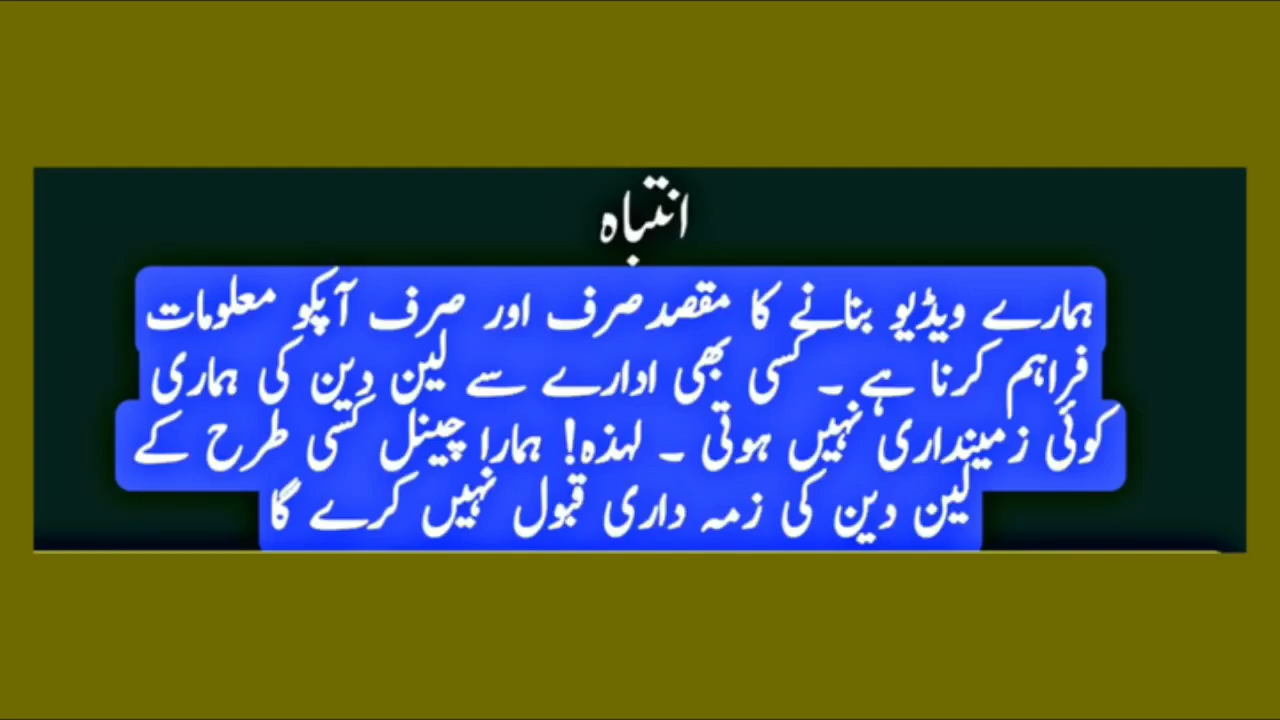 انتباہ
ہمارے ویڈیو بنانے کا مقصد صرف اور صرف آپکو معلومات
فراہم کرنا ہے ۔ کسی بھی ادارے سے لین دین کی ہماری
کوئی زمینداری نہیں ہوتی ۔ لہذہ! ہمارا چینل کسی طرح کے
لین دین کی زمہ داری قبول نہیں کرے گا